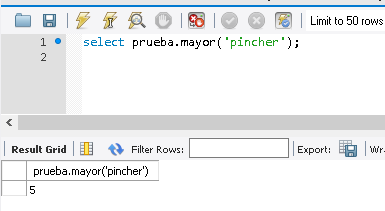 Limit to 50 rows
1 select prueba.mayor('pincher');
2
Result Grid Filter Rows: Export: Wr
prueba.mayor('pincher')
5